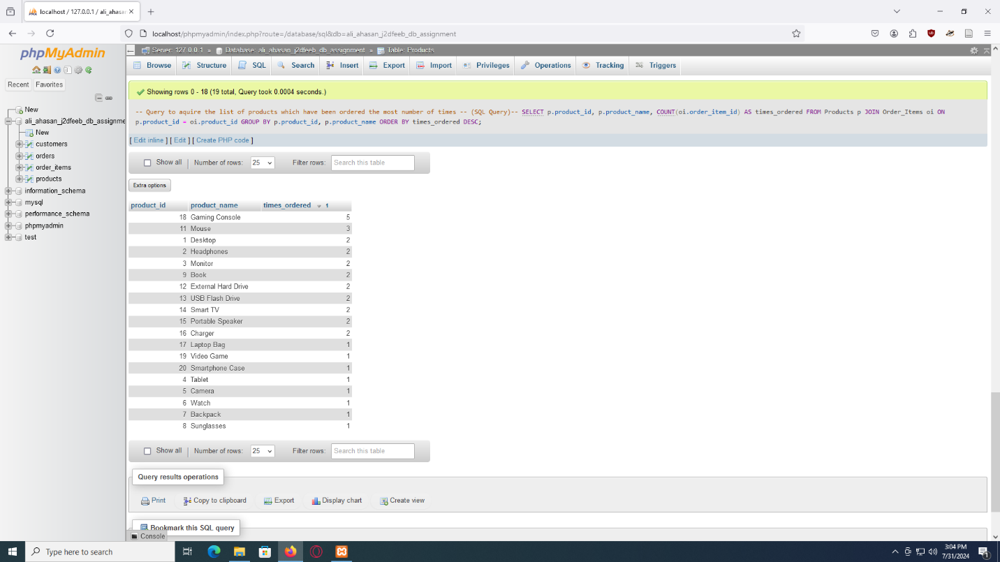 localhost / 127.0.0.1 / ali_ahasan
localhost/phpmyadmin/index.php?route=/database/sql&db=ali_ahasan_j2dfeeb_db_assignment
phpMyAdmin
Recent Favorites
New
ali_ahasan_j2dfeeb_db_assignme
New
customers
orders
order_items
products
information_schema
mysql
performance_schema
phpmyadmin
test
Server: 127.0.0.1 » Database: ali_ahasan_j2dfeeb_db_assignment » Table: Products
Browse Structure SQL Search Insert Export Import Privileges Operations Tracking Triggers
Showing rows 0 - 18 (19 total, Query took 0.0004 seconds.)
-- Query to aquire the list of products which have been ordered the most number of times -- (SQL Query)-- SELECT p.product_id, p.product_name, COUNT(oi.order_item_id) AS times_ordered FROM Products p JOIN Order_Items oi ON
p.product_id = oi.product_id GROUP BY p.product_id, p.product_name ORDER BY times_ordered DESC;
[ Edit inline ] [ Edit ] [ Create PHP code ]
Show all Number of rows: 25 Filter rows: Search this table
Extra options
product_id product_name times_ordered 1
18 Gaming Console 5
11 Mouse 3
1 Desktop 2
2 Headphones 2
3 Monitor 2
9 Book 2
12 External Hard Drive 2
13 USB Flash Drive 2
14 Smart TV 2
15 Portable Speaker 2
16 Charger 2
17 Laptop Bag 1
19 Video Game 1
20 Smartphone Case 1
4 Tablet 1
5 Camera 1
6 Watch 1
7 Backpack 1
8 Sunglasses 1
Show all Number of rows: 25 Filter rows: Search this table
Query results operations
Print Copy to clipboard Export Display chart Create view
Bookmark this SQL query
Console
Type here to search
3:04 PM
7/31/2024
1